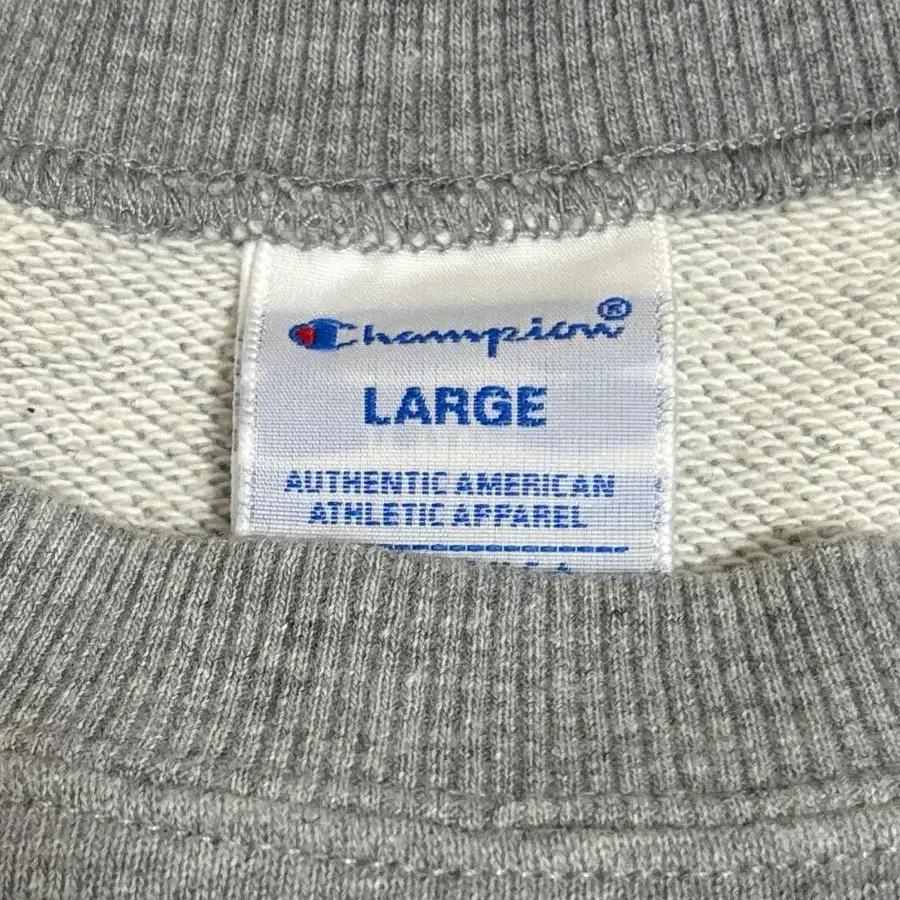 Champion®
LARGE
AUTHENTIC AMERICAN
ATHLETIC APPAREL